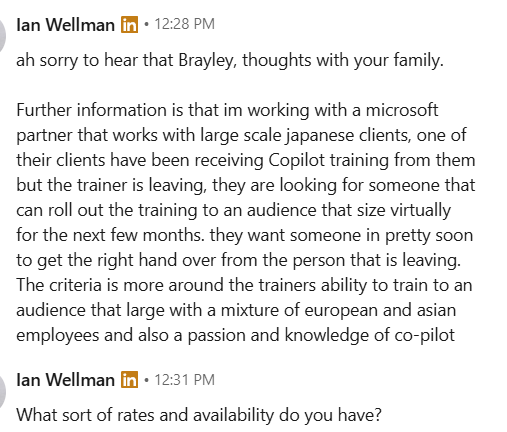 Ian Wellman in • 12:28 PM
ah sorry to hear that Brayley, thoughts with your family.
Further information is that im working with a microsoft
partner that works with large scale japanese clients, one of
their clients have been receiving Copilot training from them
but the trainer is leaving, they are looking for someone that
can roll out the training to an audience that size virtually
for the next few months. they want someone in pretty soon
to get the right hand over from the person that is leaving.
The criteria is more around the trainers ability to train to an
audience that large with a mixture of european and asian
employees and also a passion and knowledge of co-pilot
Ian Wellman in • 12:31 PM
What sort of rates and availability do you have?